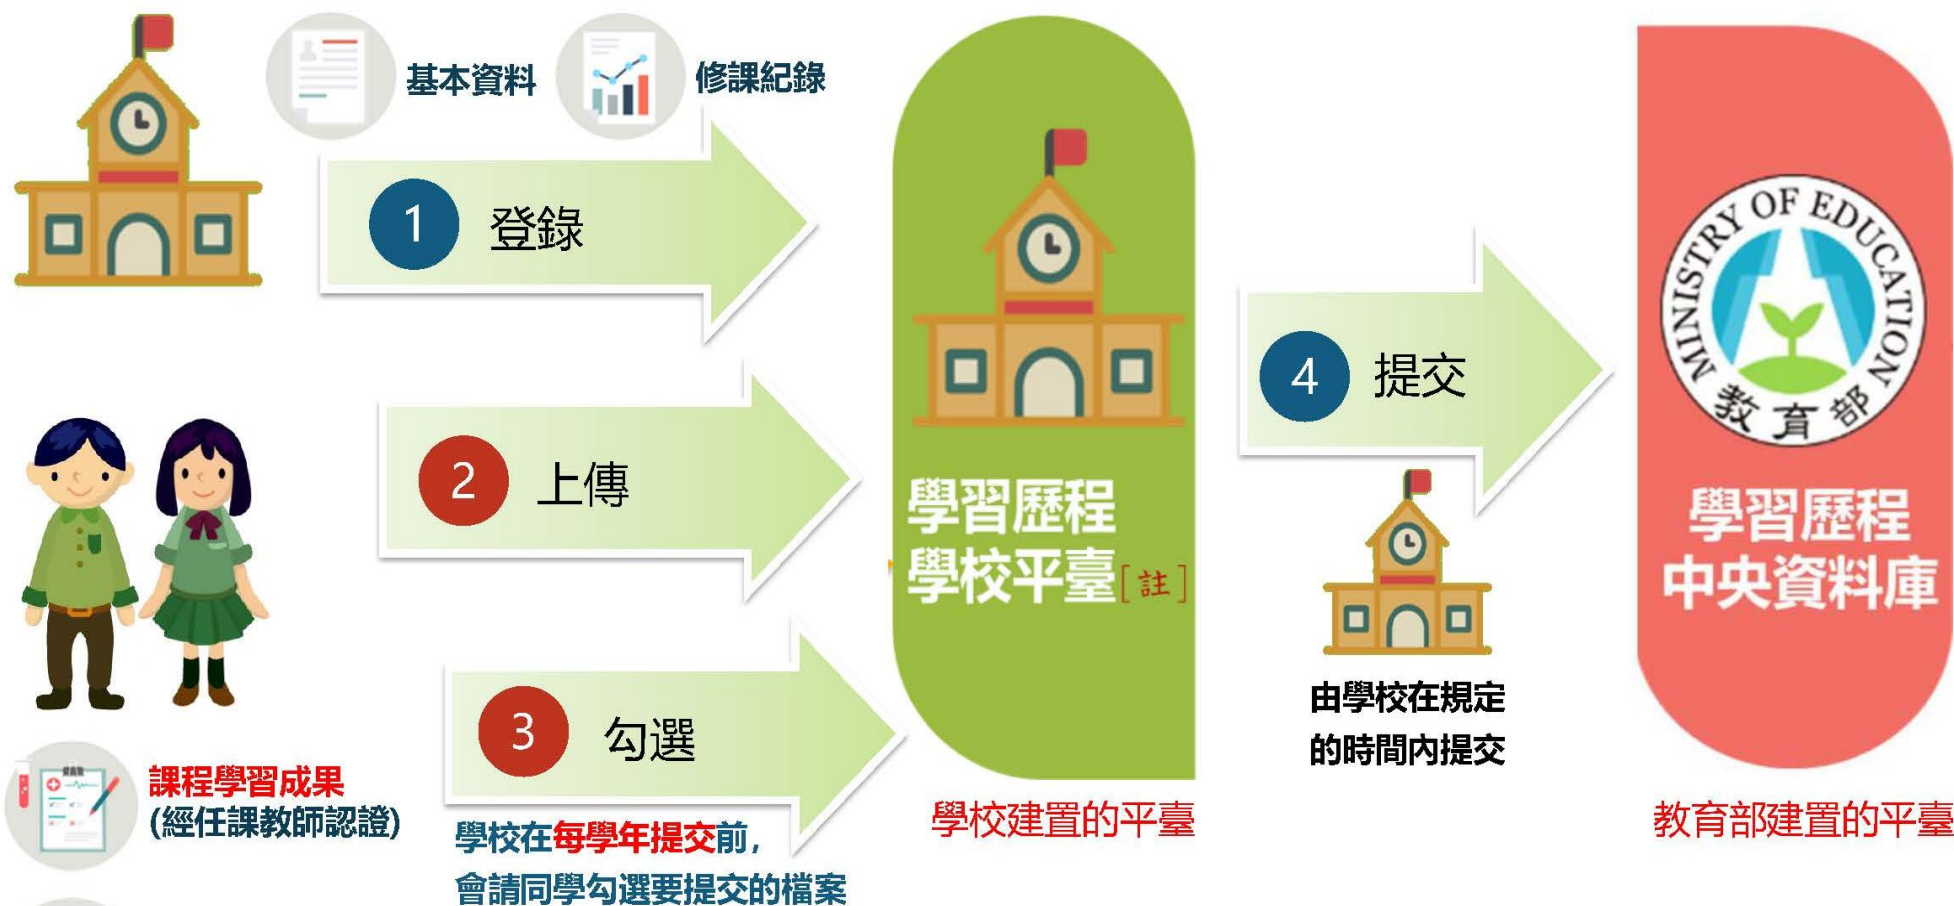 基本資料
修課紀錄
1 登錄
2 上傳
3 勾選
學校在每學年提交前,
會請同學勾選要提交的檔案
課程學習成果
(經任課教師認證)
學習歷程
學校平臺[註]
學校建置的平臺
4 提交
由學校在規定
的時間內提交
MINISTRY OF EDUCATION
教育部
學習歷程
中央資料庫
教育部建置的平臺